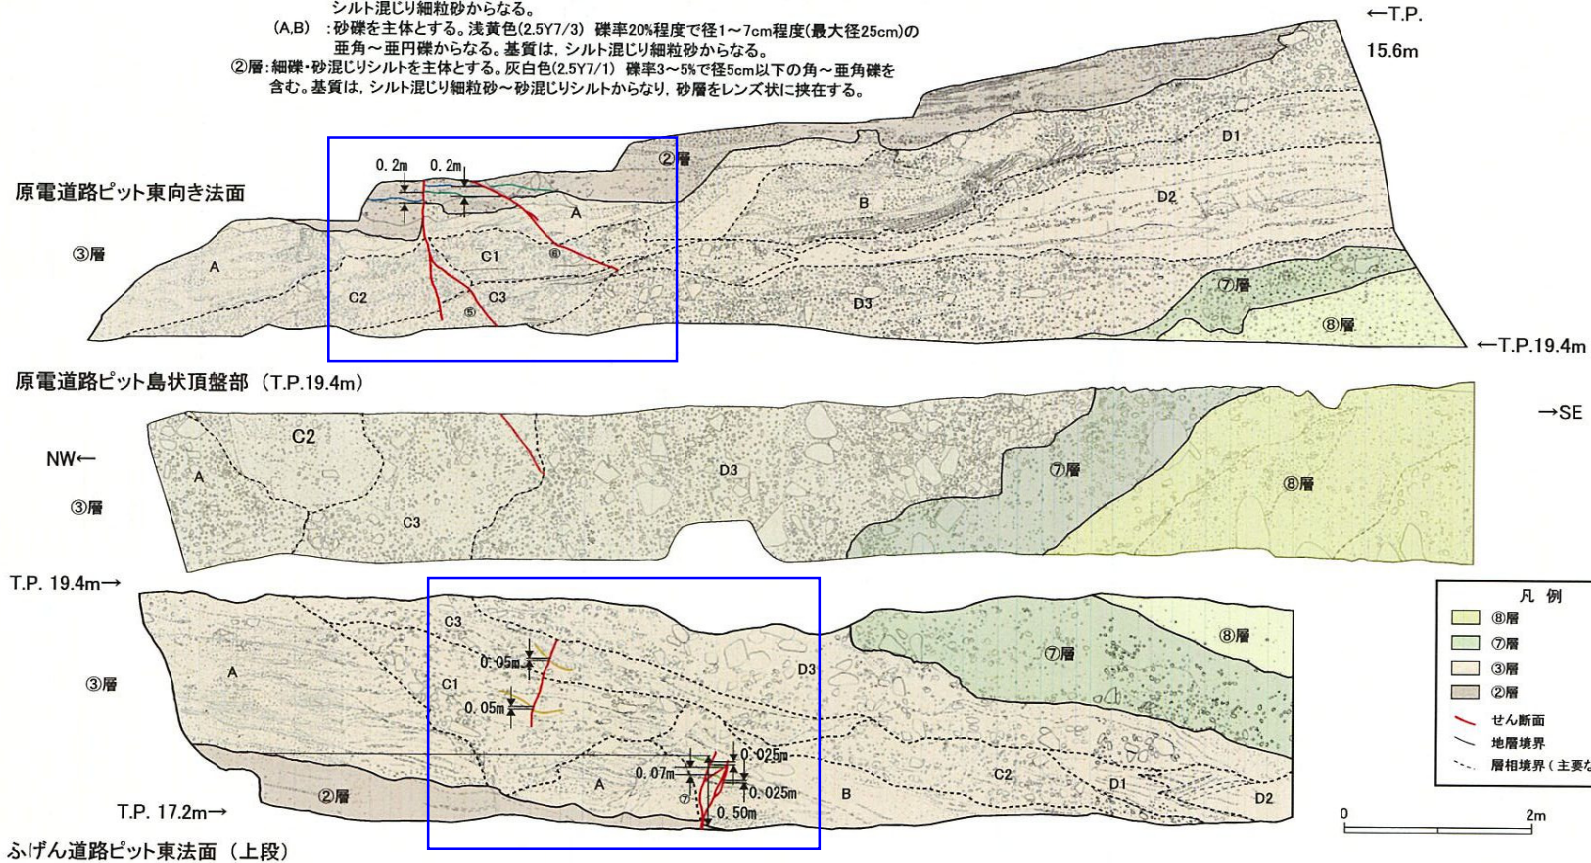 シルト混じり細粒砂からなる。
(A,B) :砂礫を主体とする。浅黄色(2.5Y7/3) 礫率20%程度で径1~7cm程度(最大径25cm)の
亜角~亜円礫からなる。基質は, シルト混じり細粒砂からなる。
②層:細礫・砂混じりシルトを主体とする。灰白色(2.5Y7/1) 礫率3~5%で径5cm以下の角~亜角礫を
含む。基質は, シルト混じり細粒砂~砂混じりシルトからなり, 砂層をレンズ状に挟在する。
←T.P.
15.6m
原電道路ピット東向き法面
0.2m 0.2m
②層
D1
D2
B
A
③層
A
C1
⑥
C2
C3
⑤
D3
⑦層
⑧層
←T.P.19.4m
原電道路ピット島状頂盤部 (T.P.19.4m)
→SE
C2
NW←
A
D3
⑦層
⑧層
③層
C3
T.P. 19.4m→
C3
0.05m
D3
⑦層
⑧層
A
③層
C1
0.05m
0.025m
0.07m
0.025m
A
⑦
0.50m
B
C2
D1
D2
②層
T.P. 17.2m→
凡 例
⑧層
⑦層
③層
②層
せん断面
地層境界
層相境界(主要な
0 2m
ふげん道路ピット東法面 (上段)